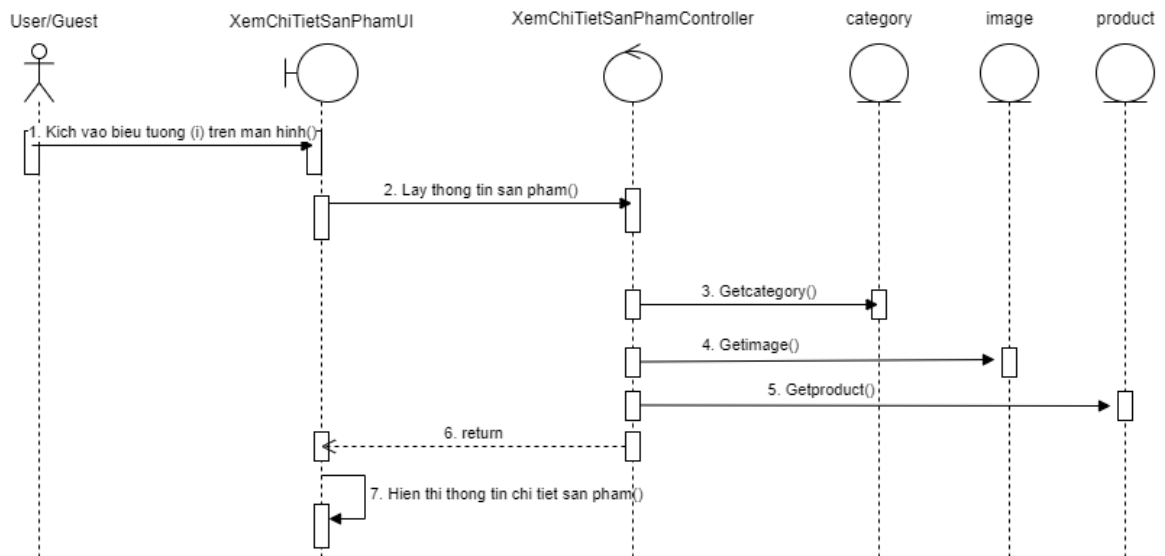 User/Guest
XemChiTietSanPhamUI
XemChiTietSanPhamController
category
image
product
1. Kich vao bieu tuong (i) tren man hinh()
2. Lay thong tin san pham()
3. Getcategory()
4. Getimage()
5. Getproduct()
6. return
7. Hien thi thong tin chi tiet san pham()